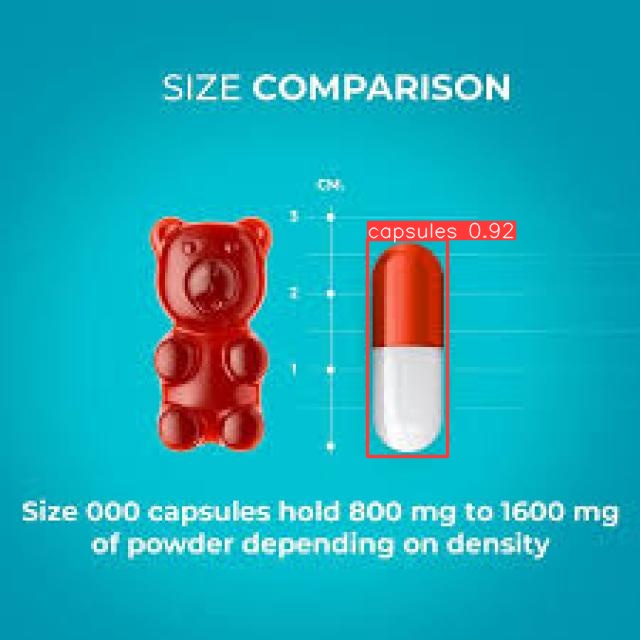 SIZE COMPARISON
CM.
3
capsules 0.92
2
1
Size 000 capsules hold 800 mg to 1600 mg
of powder depending on density